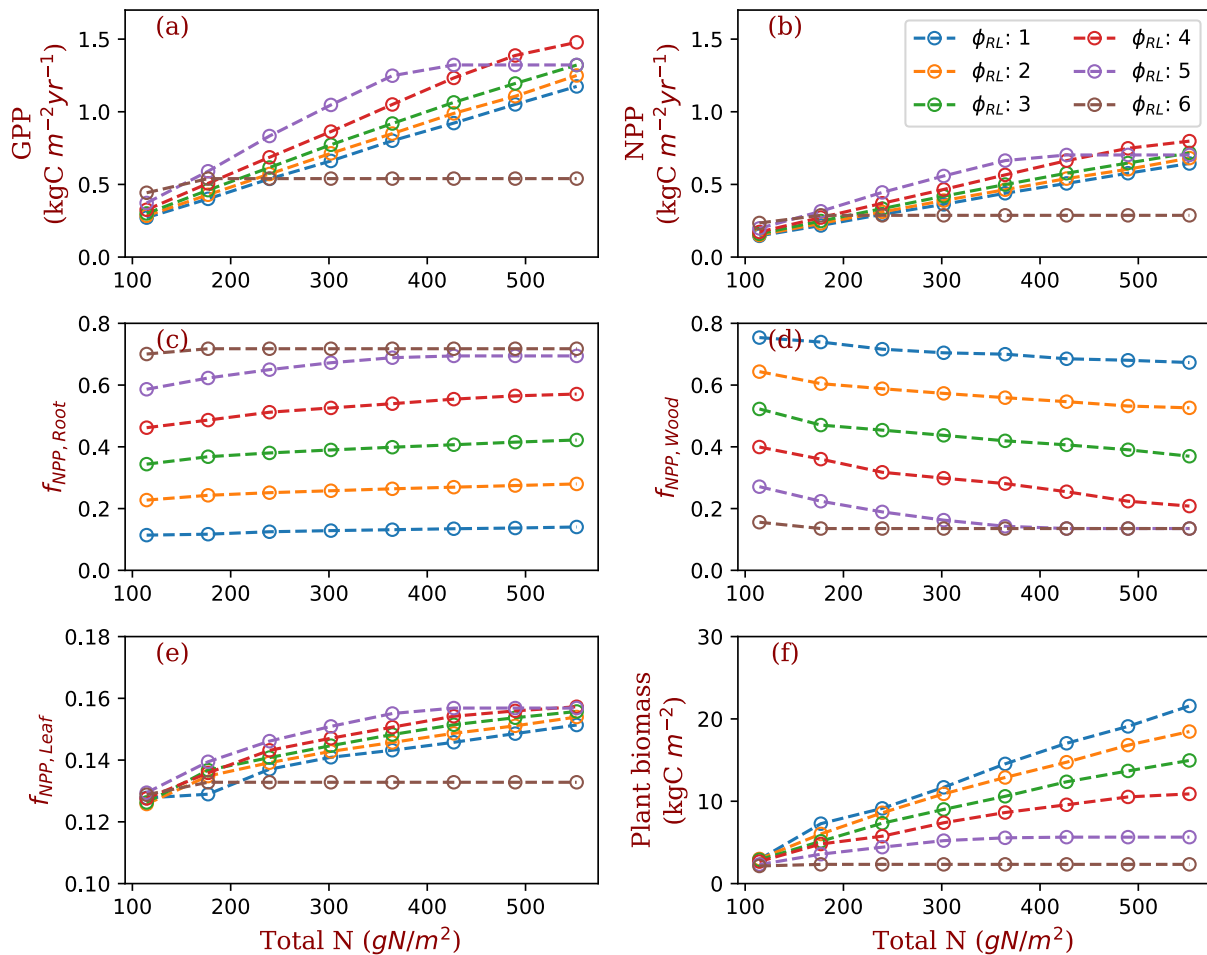 (a)
GPP
(kgC m⁻²yr⁻¹)
1.5
1.0
0.5
0.0
100 200 300 400 500
(b)
NPP
(kgC m⁻²yr⁻¹)
1.5
1.0
0.5
0.0
100 200 300 400 500
ϕRL: 1 ϕRL: 4
ϕRL: 2 ϕRL: 5
ϕRL: 3 ϕRL: 6
(c)
fNPP, Root
0.8
0.6
0.4
0.2
0.0
100 200 300 400 500
(d)
fNPP, Wood
0.8
0.6
0.4
0.2
0.0
100 200 300 400 500
(e)
fNPP, Leaf
0.18
0.16
0.14
0.12
0.10
100 200 300 400 500
Total N (gN/m²)
(f)
Plant biomass
(kgC m⁻²)
30
20
10
0
100 200 300 400 500
Total N (gN/m²)